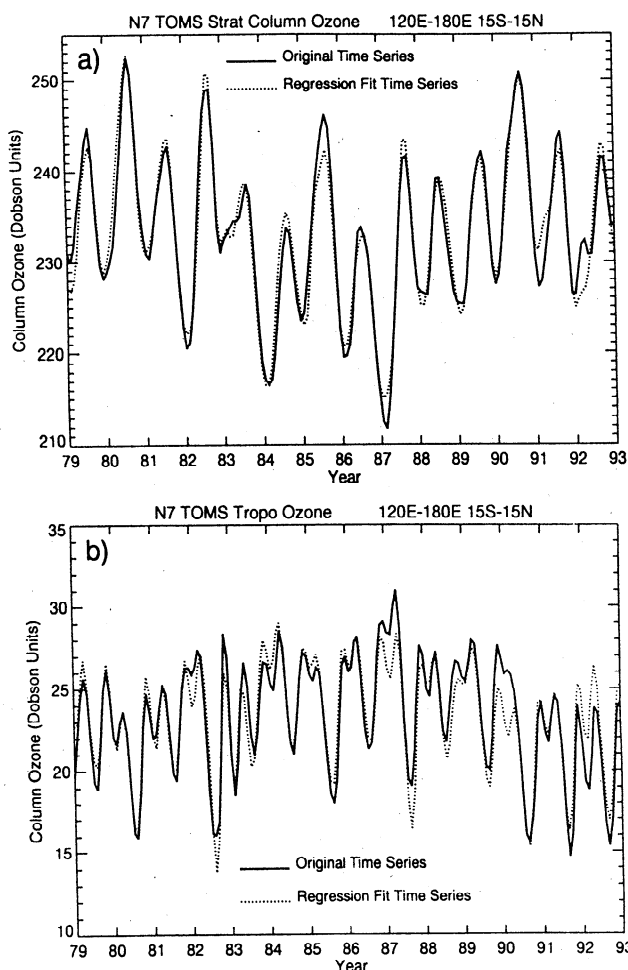 N7 TOMS Strat Column Ozone 120E-180E 15S-15N
a)
Original Time Series
Regression Fit Time Series
Column Ozone (Dobson Units)
250
240
230
220
210
79 80 81 82 83 84 85 86 87 88 89 90 91 92 93
Year
N7 TOMS Tropo Ozone 120E-180E 15S-15N
b)
Column Ozone (Dobson Units)
35
30
25
20
15
10
Original Time Series
Regression Fit Time Series
79 80 81 82 83 84 85 86 87 88 89 90 91 92 93
Year